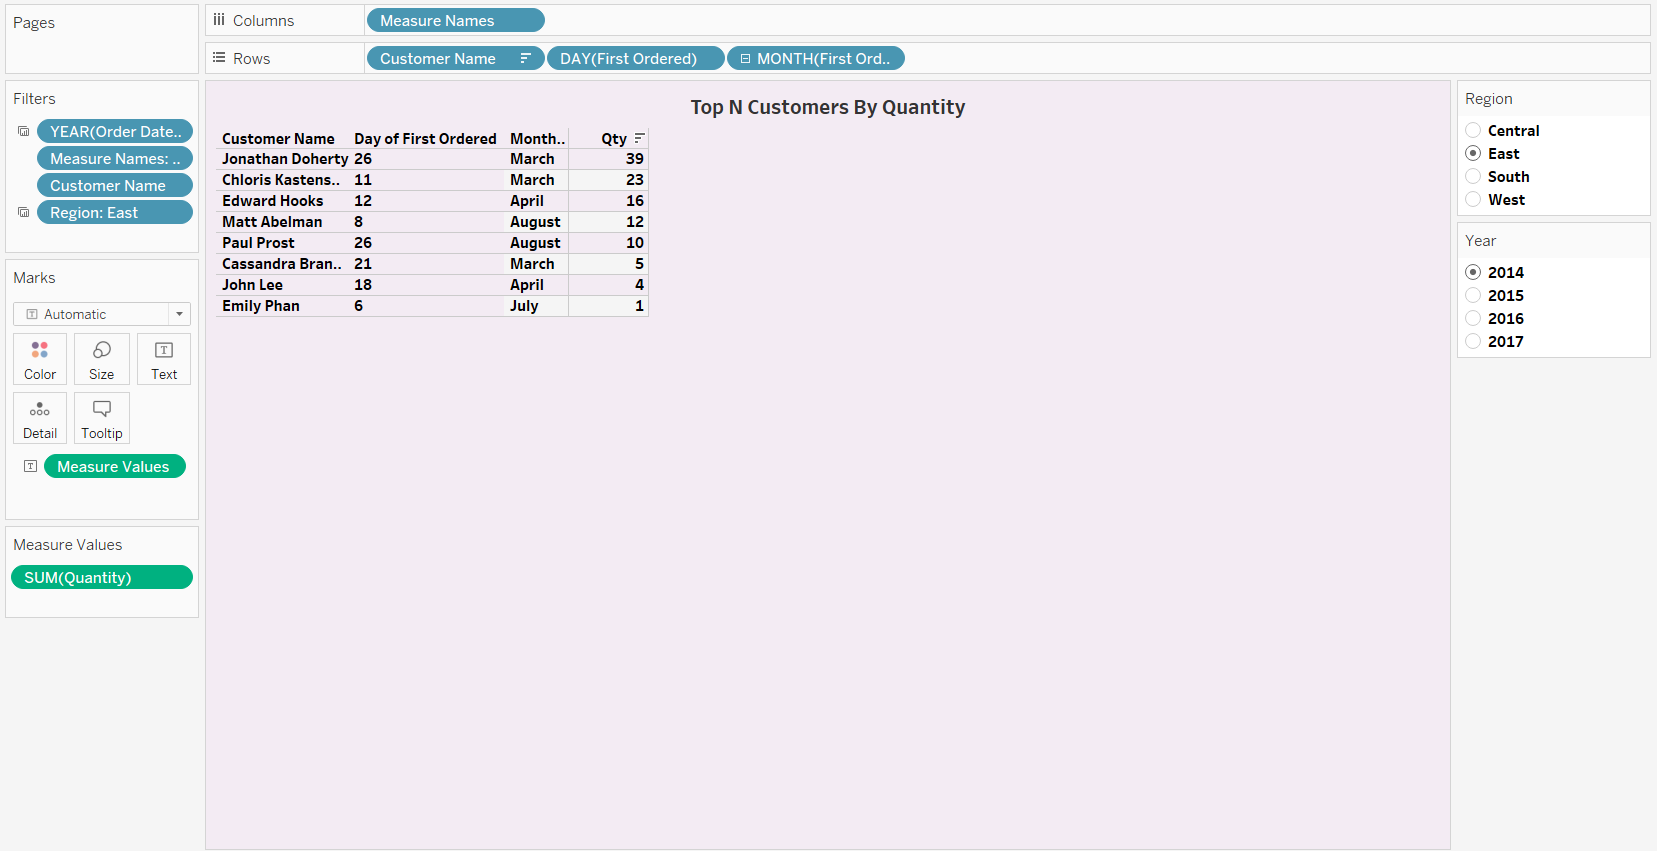 Pages
Columns
Measure Names
Rows
Customer Name
DAY(First Ordered)
MONTH(First Ord..
Filters
YEAR(Order Date..
Measure Names: ..
Customer Name
Region: East
Marks
Automatic
Color
Size
Text
Detail
Tooltip
Measure Values
Measure Values
SUM(Quantity)
Top N Customers By Quantity
Customer Name Day of First Ordered Month.. Qty
Jonathan Doherty 26 March 39
Chloris Kastens.. 11 March 23
Edward Hooks 12 April 16
Matt Abelman 8 August 12
Paul Prost 26 August 10
Cassandra Bran.. 21 March 5
John Lee 18 April 4
Emily Phan 6 July 1
Region
Central
East
South
West
Year
2014
2015
2016
2017